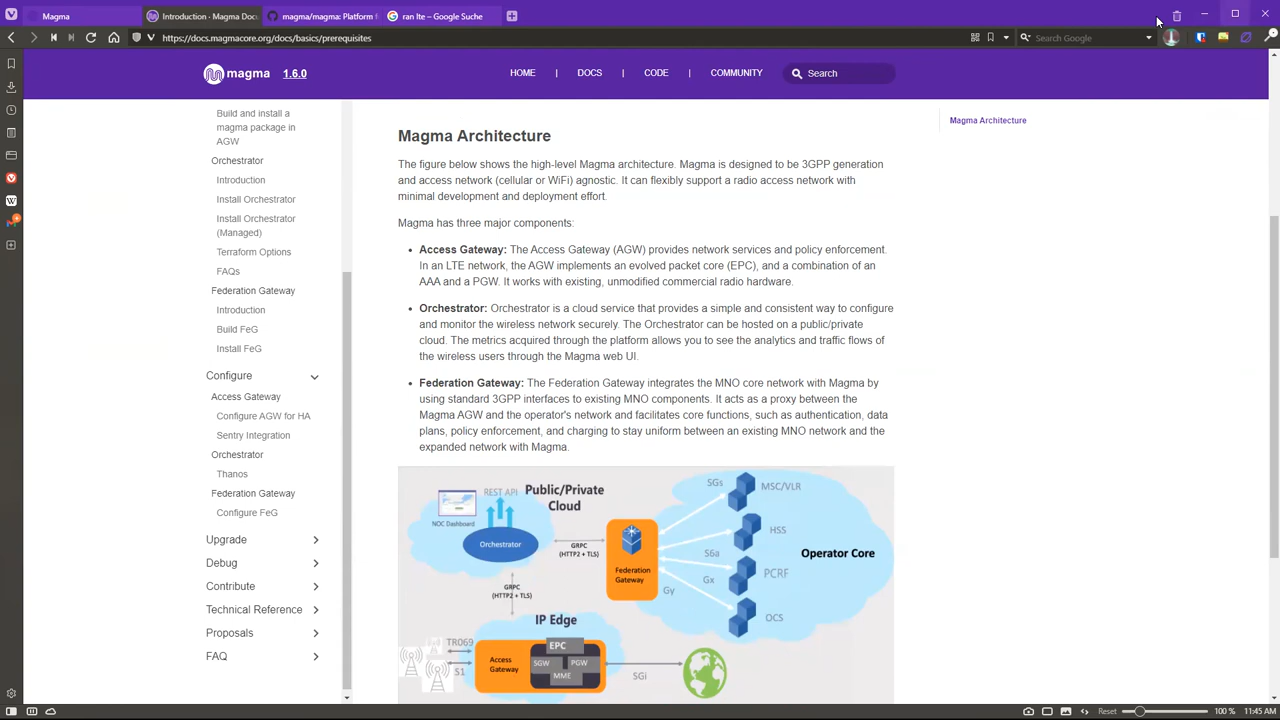 Magma
Introduction · Magma Doc
magma/magma: Platform f
ran lte – Google Suche
https://docs.magmacore.org/docs/basics/prerequisites
Search Google
magma 1.6.0
HOME | DOCS | CODE | COMMUNITY
Search
Build and install a
magma package in
AGW
Orchestrator
Introduction
Install Orchestrator
Install Orchestrator
(Managed)
Terraform Options
FAQs
Federation Gateway
Introduction
Build FeG
Install FeG
Configure
Access Gateway
Configure AGW for HA
Sentry Integration
Orchestrator
Thanos
Federation Gateway
Configure FeG
Upgrade
Debug
Contribute
Technical Reference
Proposals
FAQ
Magma Architecture
The figure below shows the high-level Magma architecture. Magma is designed to be 3GPP generation
and access network (cellular or WiFi) agnostic. It can flexibly support a radio access network with
minimal development and deployment effort.
Magma has three major components:
• Access Gateway: The Access Gateway (AGW) provides network services and policy enforcement.
In an LTE network, the AGW implements an evolved packet core (EPC), and a combination of an
AAA and a PGW. It works with existing, unmodified commercial radio hardware.
• Orchestrator: Orchestrator is a cloud service that provides a simple and consistent way to configure
and monitor the wireless network securely. The Orchestrator can be hosted on a public/private
cloud. The metrics acquired through the platform allows you to see the analytics and traffic flows of
the wireless users through the Magma web UI.
• Federation Gateway: The Federation Gateway integrates the MNO core network with Magma by
using standard 3GPP interfaces to existing MNO components. It acts as a proxy between the
Magma AGW and the operator's network and facilitates core functions, such as authentication, data
plans, policy enforcement, and charging to stay uniform between an existing MNO network and the
expanded network with Magma.
REST API
Public/Private
Cloud
NOC Dashboard
Orchestrator
GRPC
(HTTP2 + TLS)
Federation
Gateway
SGs
MSC/VLR
HSS
S6a
Operator Core
Gx
PCRF
Gy
OCS
GRPC
(HTTP2 + TLS)
IP Edge
TR069
S1
Access
Gateway
EPC
SGW
PGW
MME
SGi
Magma Architecture
Reset
100 %
11:45 AM